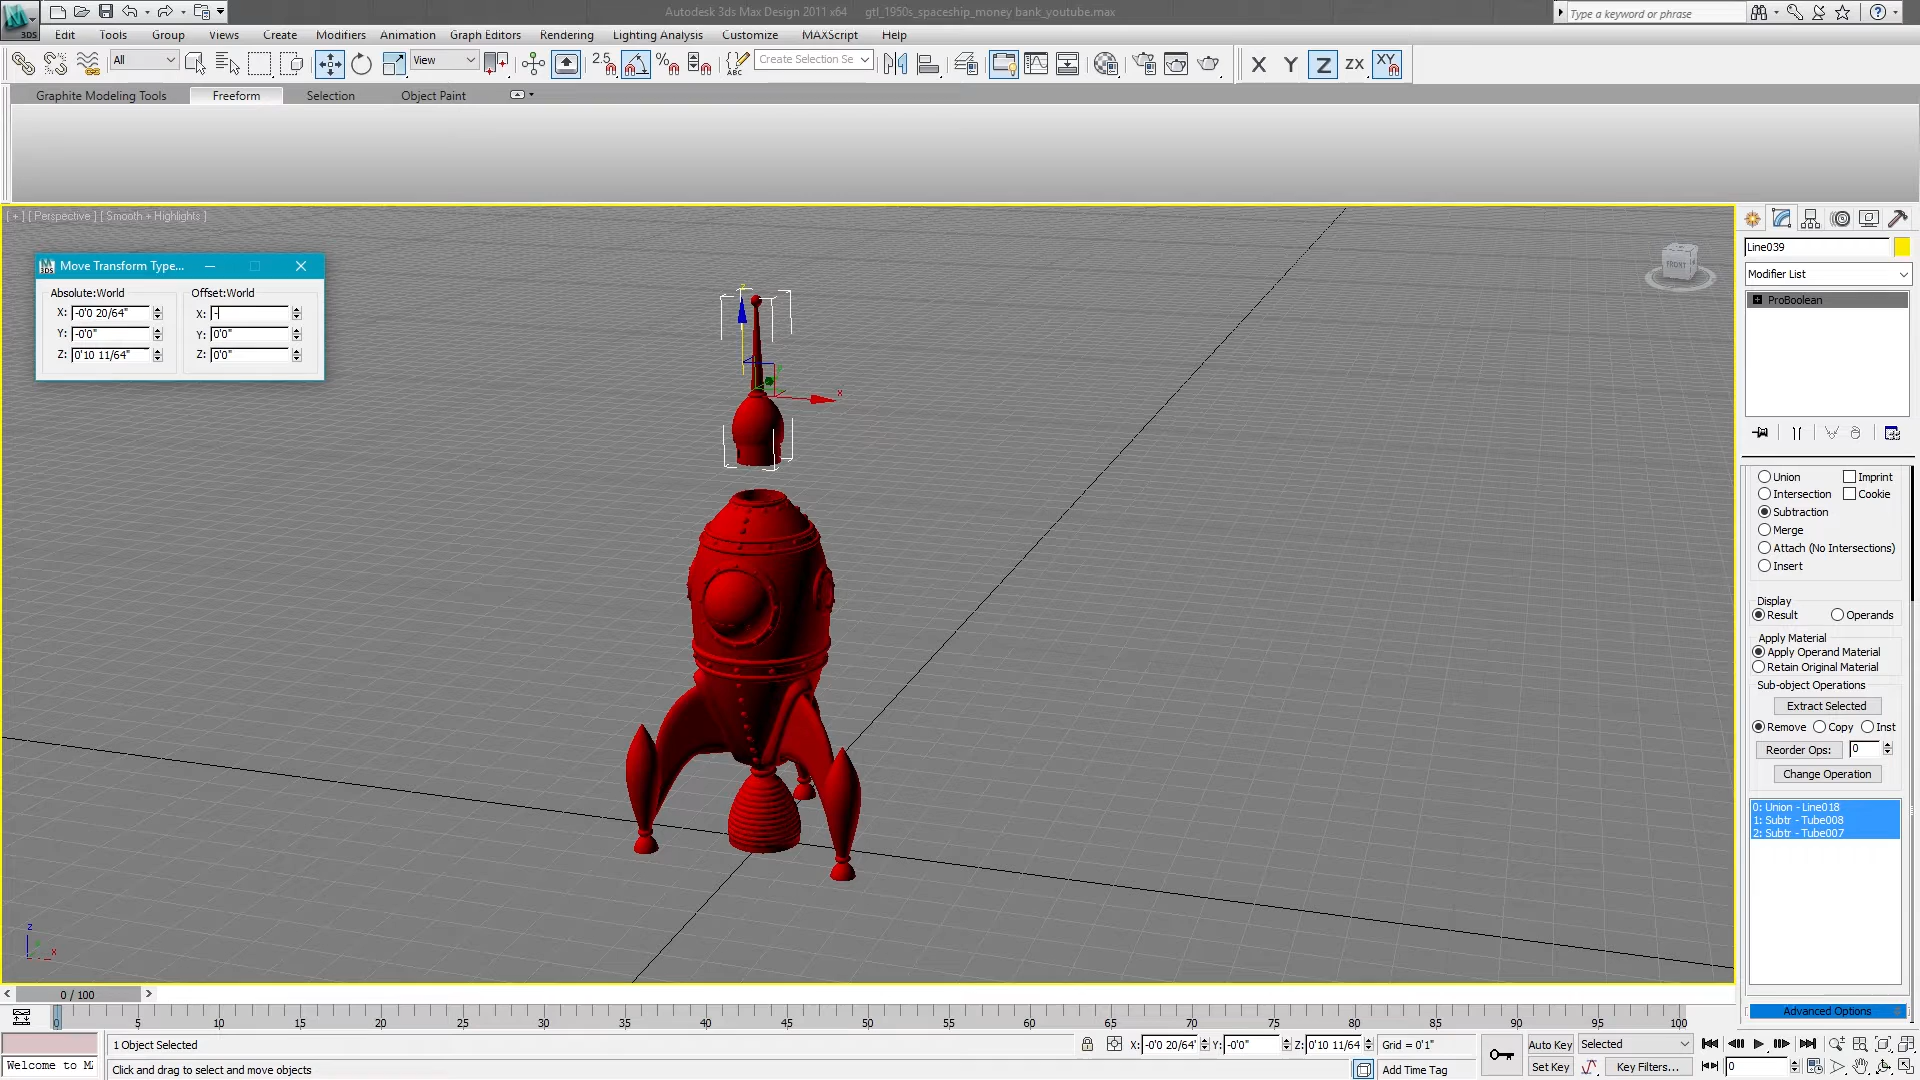 Autodesk 3ds Max Design 2011 x64 gtl_1950s_spaceship_money bank_youtube.max
Type a keyword or phrase
3DS
Edit Tools Group Views Create Modifiers Animation Graph Editors Rendering Lighting Analysis Customize MAXScript Help
All View 2.5 % ABC Create Selection Se X Y Z ZX XY
Graphite Modeling Tools Freeform Selection Object Paint
[ + ] [ Perspective ] [ Smooth + Highlights ]
Move Transform Type...
Absolute:World Offset:World
X: -0'0 20/64" X: -
Y: -0'0" Y: 0'0"
Z: 0'10 11/64" Z: 0'0"
z
x
FRONT
Line039
Modifier List
ProBoolean
Union Imprint
Intersection Cookie
Subtraction
Merge
Attach (No Intersections)
Insert
Display
Result Operands
Apply Material
Apply Operand Material
Retain Original Material
Sub-object Operations
Extract Selected
Remove Copy Inst
Reorder Ops: 0
Change Operation
0: Union - Line018
1: Subtr - Tube008
2: Subtr - Tube007
Advanced Options
z
x
0 / 100
0 5 10 15 20 25 30 35 40 45 50 55 60 65 70 75 80 85 90 95 100
1 Object Selected X: -0'0 20/64" Y: -0'0" Z: 0'10 11/64 Grid = 0'1" Auto Key Selected
Welcome to M Click and drag to select and move objects Add Time Tag Set Key Key Filters... 0